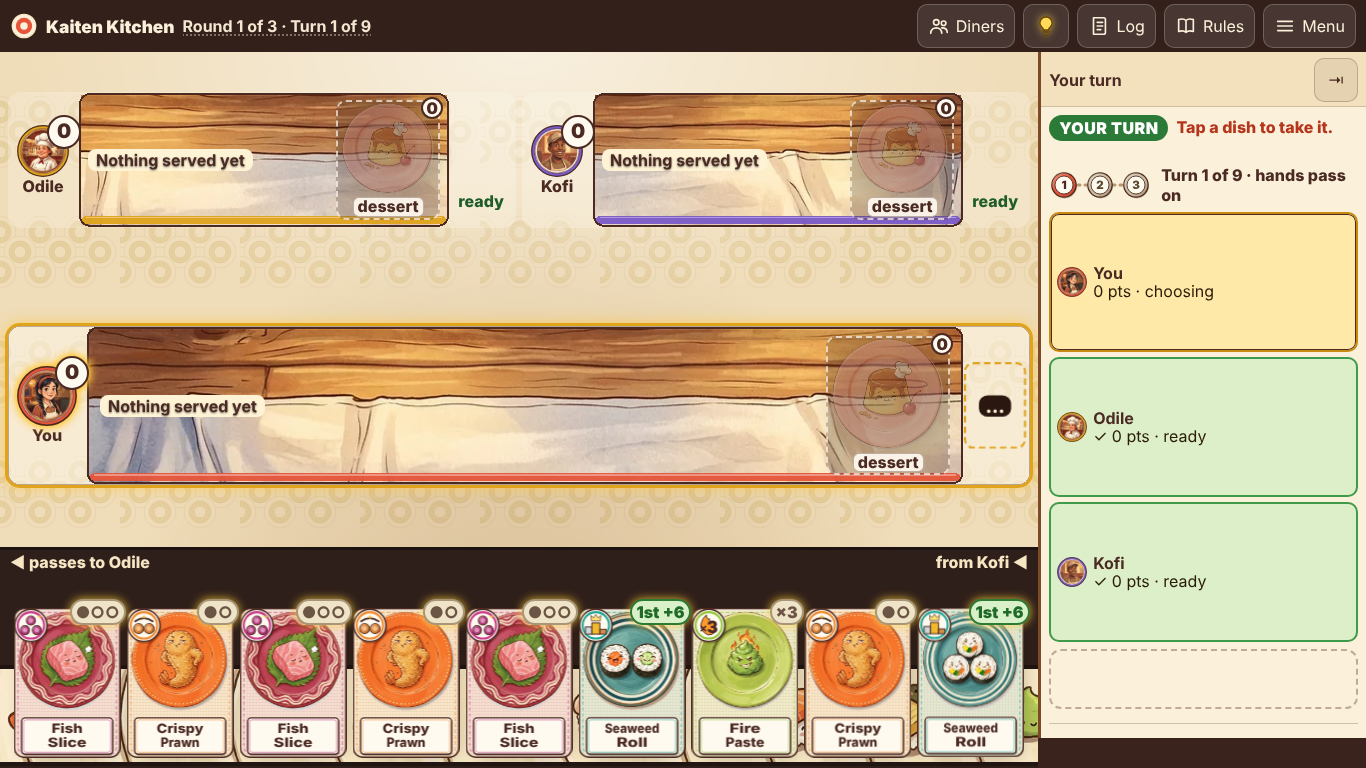 Kaiten Kitchen Round 1 of 3 · Turn 1 of 9
Diners
Log
Rules
Menu
0
Odile
Nothing served yet
0
dessert
ready
0
Kofi
Nothing served yet
0
dessert
ready
0
You
Nothing served yet
0
dessert
...
◀ passes to Odile
from Kofi ◀
Fish
Slice
Crispy
Prawn
Fish
Slice
Crispy
Prawn
Fish
Slice
1st +6
Seaweed
Roll
×3
3
Fire
Paste
Crispy
Prawn
1st +6
Seaweed
Roll
Your turn
YOUR TURN Tap a dish to take it.
1 2 3
Turn 1 of 9 · hands pass
on
You
0 pts · choosing
Odile
✓ 0 pts · ready
Kofi
✓ 0 pts · ready